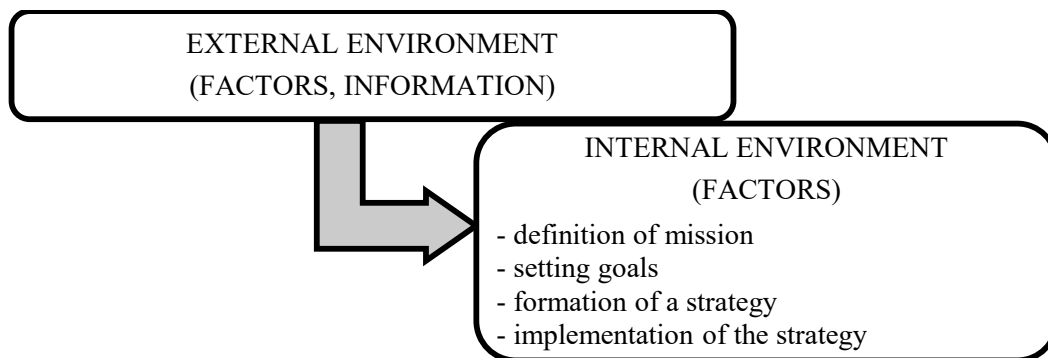 EXTERNAL ENVIRONMENT
(FACTORS, INFORMATION)
INTERNAL ENVIRONMENT
(FACTORS)
- definition of mission
- setting goals
- formation of a strategy
- implementation of the strategy